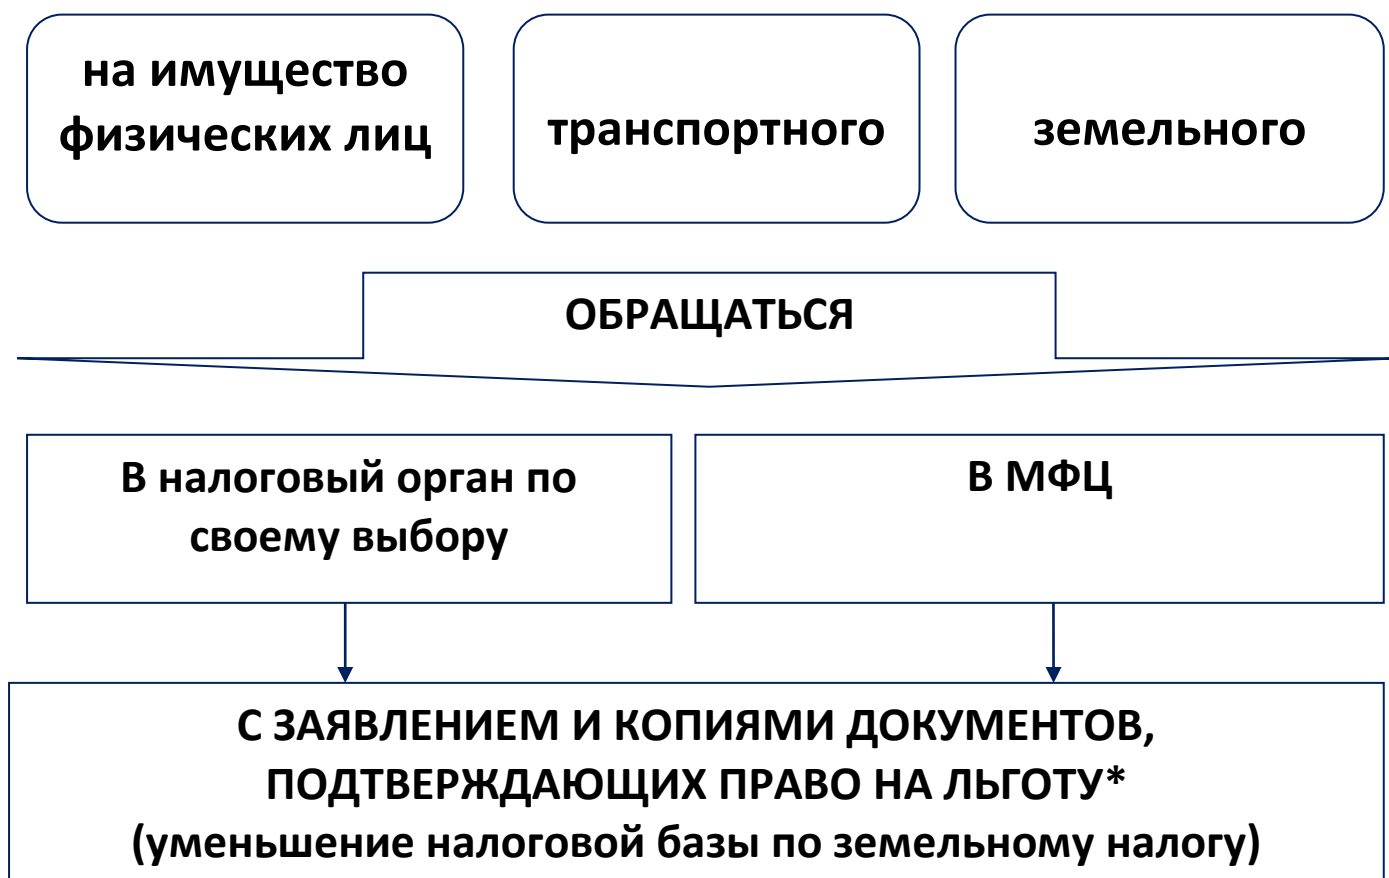 на имущество
физических лиц
транспортного
земельного
ОБРАЩАТЬСЯ
В налоговый орган по
своему выбору
В МФЦ
С ЗАЯВЛЕНИЕМ И КОПИЯМИ ДОКУМЕНТОВ,
ПОДТВЕРЖДАЮЩИХ ПРАВО НА ЛЬГОТУ*
(уменьшение налоговой базы по земельному налогу)